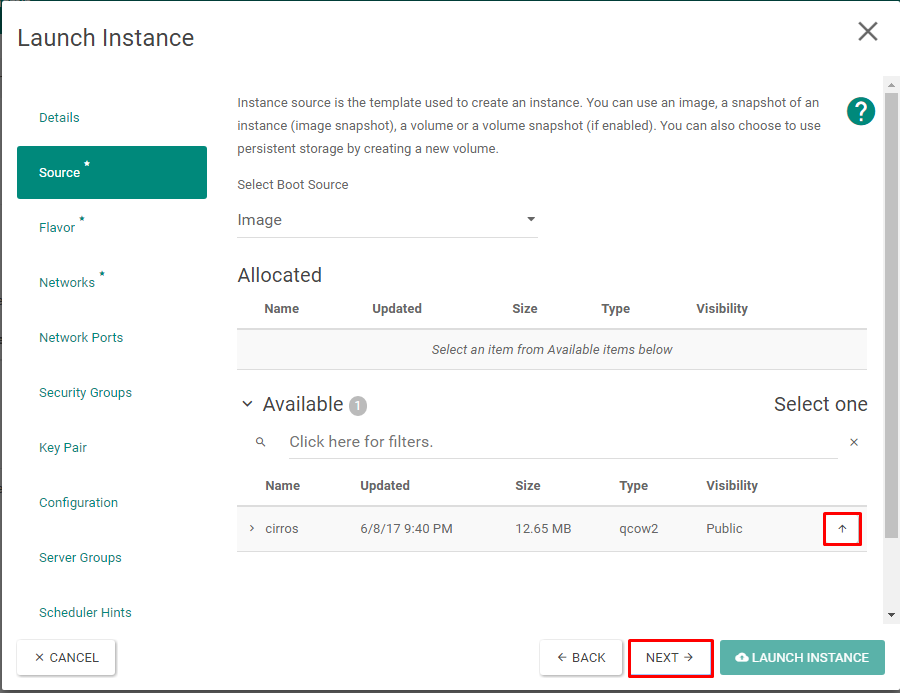 Launch Instance
Details
Source *
Flavor *
Networks *
Network Ports
Security Groups
Key Pair
Configuration
Server Groups
Scheduler Hints
Instance source is the template used to create an instance. You can use an image, a snapshot of an
instance (image snapshot), a volume or a volume snapshot (if enabled). You can also choose to use
persistent storage by creating a new volume.
?
Select Boot Source
Image
Allocated
Name Updated Size Type Visibility
Select an item from Available items below
Available 1 Select one
Click here for filters.
Name Updated Size Type Visibility
cirros 6/8/17 9:40 PM 12.65 MB qcow2 Public
× CANCEL
← BACK
NEXT →
LAUNCH INSTANCE